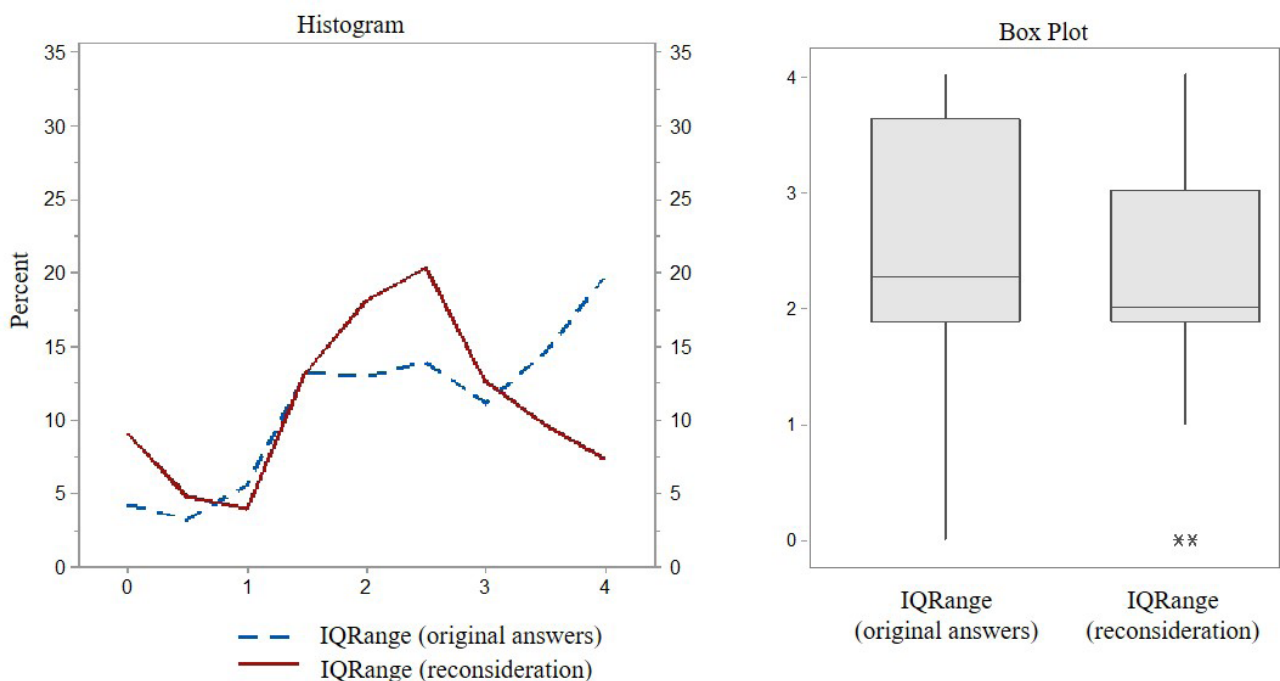 Histogram
35
30
25
20
15
10
5
0
Percent
35
30
25
20
15
10
5
0
0 1 2 3 4
IQRange (original answers)
IQRange (reconsideration)
Box Plot
4
3
2
1
0
**
IQRange
(original answers)
IQRange
(reconsideration)